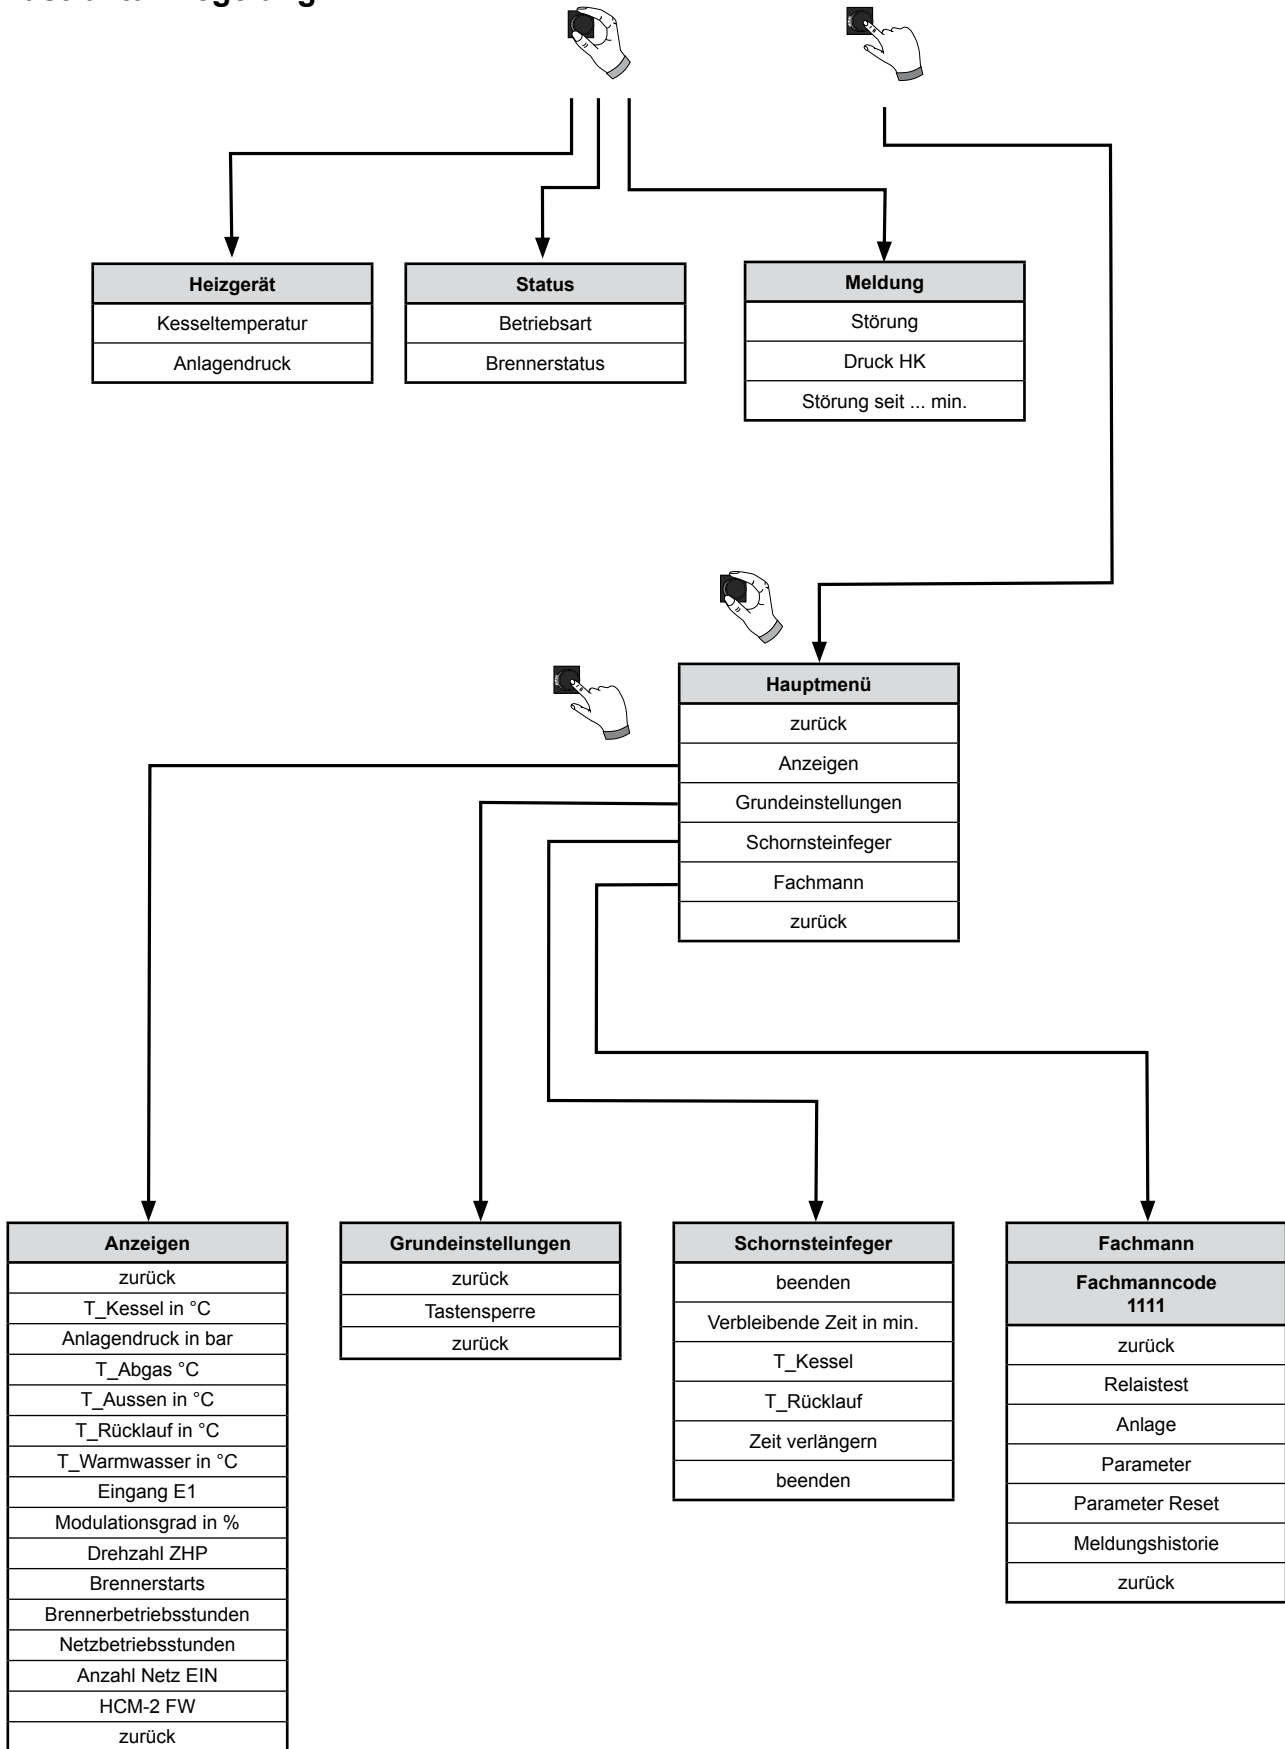 Heizgerät
Kesseltemperatur
Anlagendruck
Status
Betriebsart
Brennerstatus
Meldung
Störung
Druck HK
Störung seit ... min.
Hauptmenü
zurück
Anzeigen
Grundeinstellungen
Schornsteinfeger
Fachmann
zurück
Anzeigen
zurück
T_Kessel in °C
Anlagendruck in bar
T_Abgas °C
T_Aussen in °C
T_Rücklauf in °C
T_Warmwasser in °C
Eingang E1
Modulationsgrad in %
Drehzahl ZHP
Brennerstarts
Brennerbetriebsstunden
Netzbetriebsstunden
Anzahl Netz EIN
HCM-2 FW
zurück
Grundeinstellungen
zurück
Tastensperre
zurück
Schornsteinfeger
beenden
Verbleibende Zeit in min.
T_Kessel
T_Rücklauf
Zeit verlängern
beenden
Fachmann
Fachmanncode
1111
zurück
Relaistest
Anlage
Parameter
Parameter Reset
Meldungshistorie
zurück